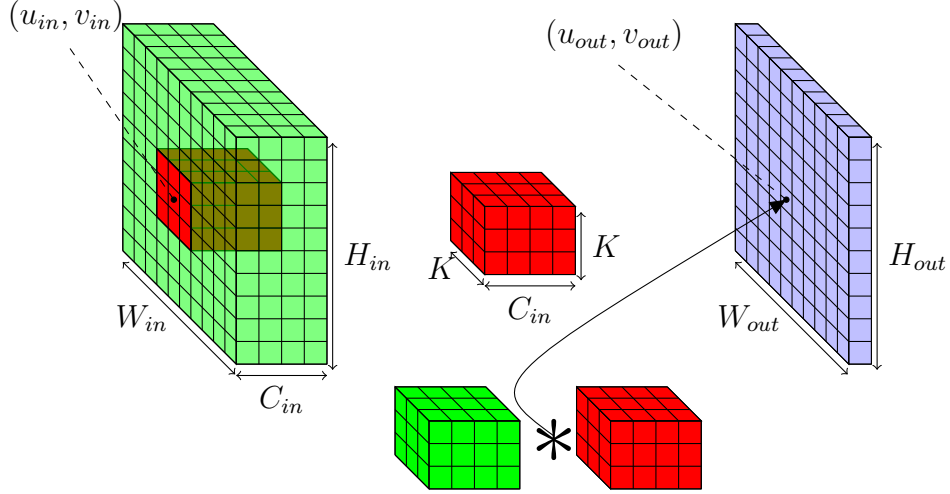 (u_{in}, v_{in})
(u_{out}, v_{out})
H_{in}
K
H_{out}
K
W_{in}
C_{in}
W_{out}
C_{in}
*